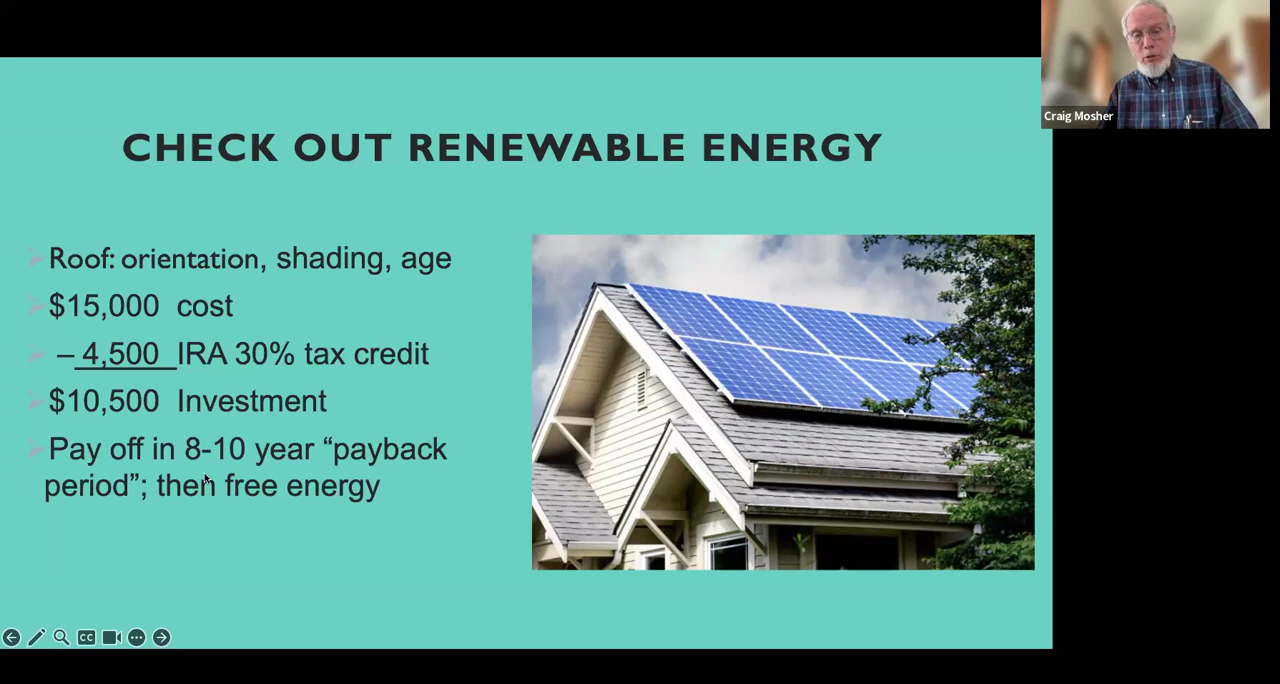 Craig Mosher
CHECK OUT RENEWABLE ENERGY
Roof: orientation, shading, age
$15,000 cost
– 4,500 IRA 30% tax credit
$10,500 Investment
Pay off in 8-10 year “payback
period”; then free energy
CC